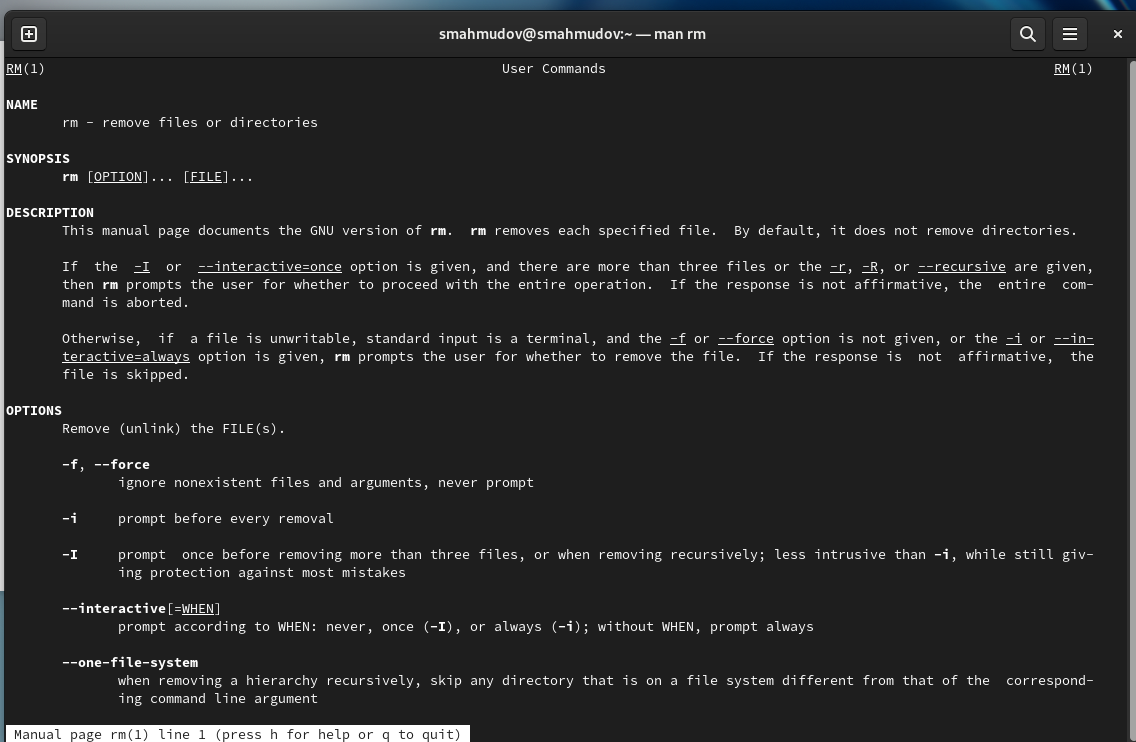 smahmudov@smahmudov:~ — man rm
RM(1) User Commands RM(1)
NAME
rm - remove files or directories
SYNOPSIS
rm [OPTION]... [FILE]...
DESCRIPTION
This manual page documents the GNU version of rm.  rm removes each specified file.  By default, it does not remove directories.
If  the  -I  or  --interactive=once option is given, and there are more than three files or the -r, -R, or --recursive are given,
then rm prompts the user for whether to proceed with the entire operation.  If the response is not affirmative, the  entire  com-
mand is aborted.
Otherwise,  if  a file is unwritable, standard input is a terminal, and the -f or --force option is not given, or the -i or --in-
teractive=always option is given, rm prompts the user for whether to remove the file.  If the response is  not  affirmative,  the
file is skipped.
OPTIONS
Remove (unlink) the FILE(s).
-f, --force
ignore nonexistent files and arguments, never prompt
-i     prompt before every removal
-I     prompt  once before removing more than three files, or when removing recursively; less intrusive than -i, while still giv-
ing protection against most mistakes
--interactive[=WHEN]
prompt according to WHEN: never, once (-I), or always (-i); without WHEN, prompt always
--one-file-system
when removing a hierarchy recursively, skip any directory that is on a file system different from that of the  correspond-
ing command line argument
Manual page rm(1) line 1 (press h for help or q to quit)